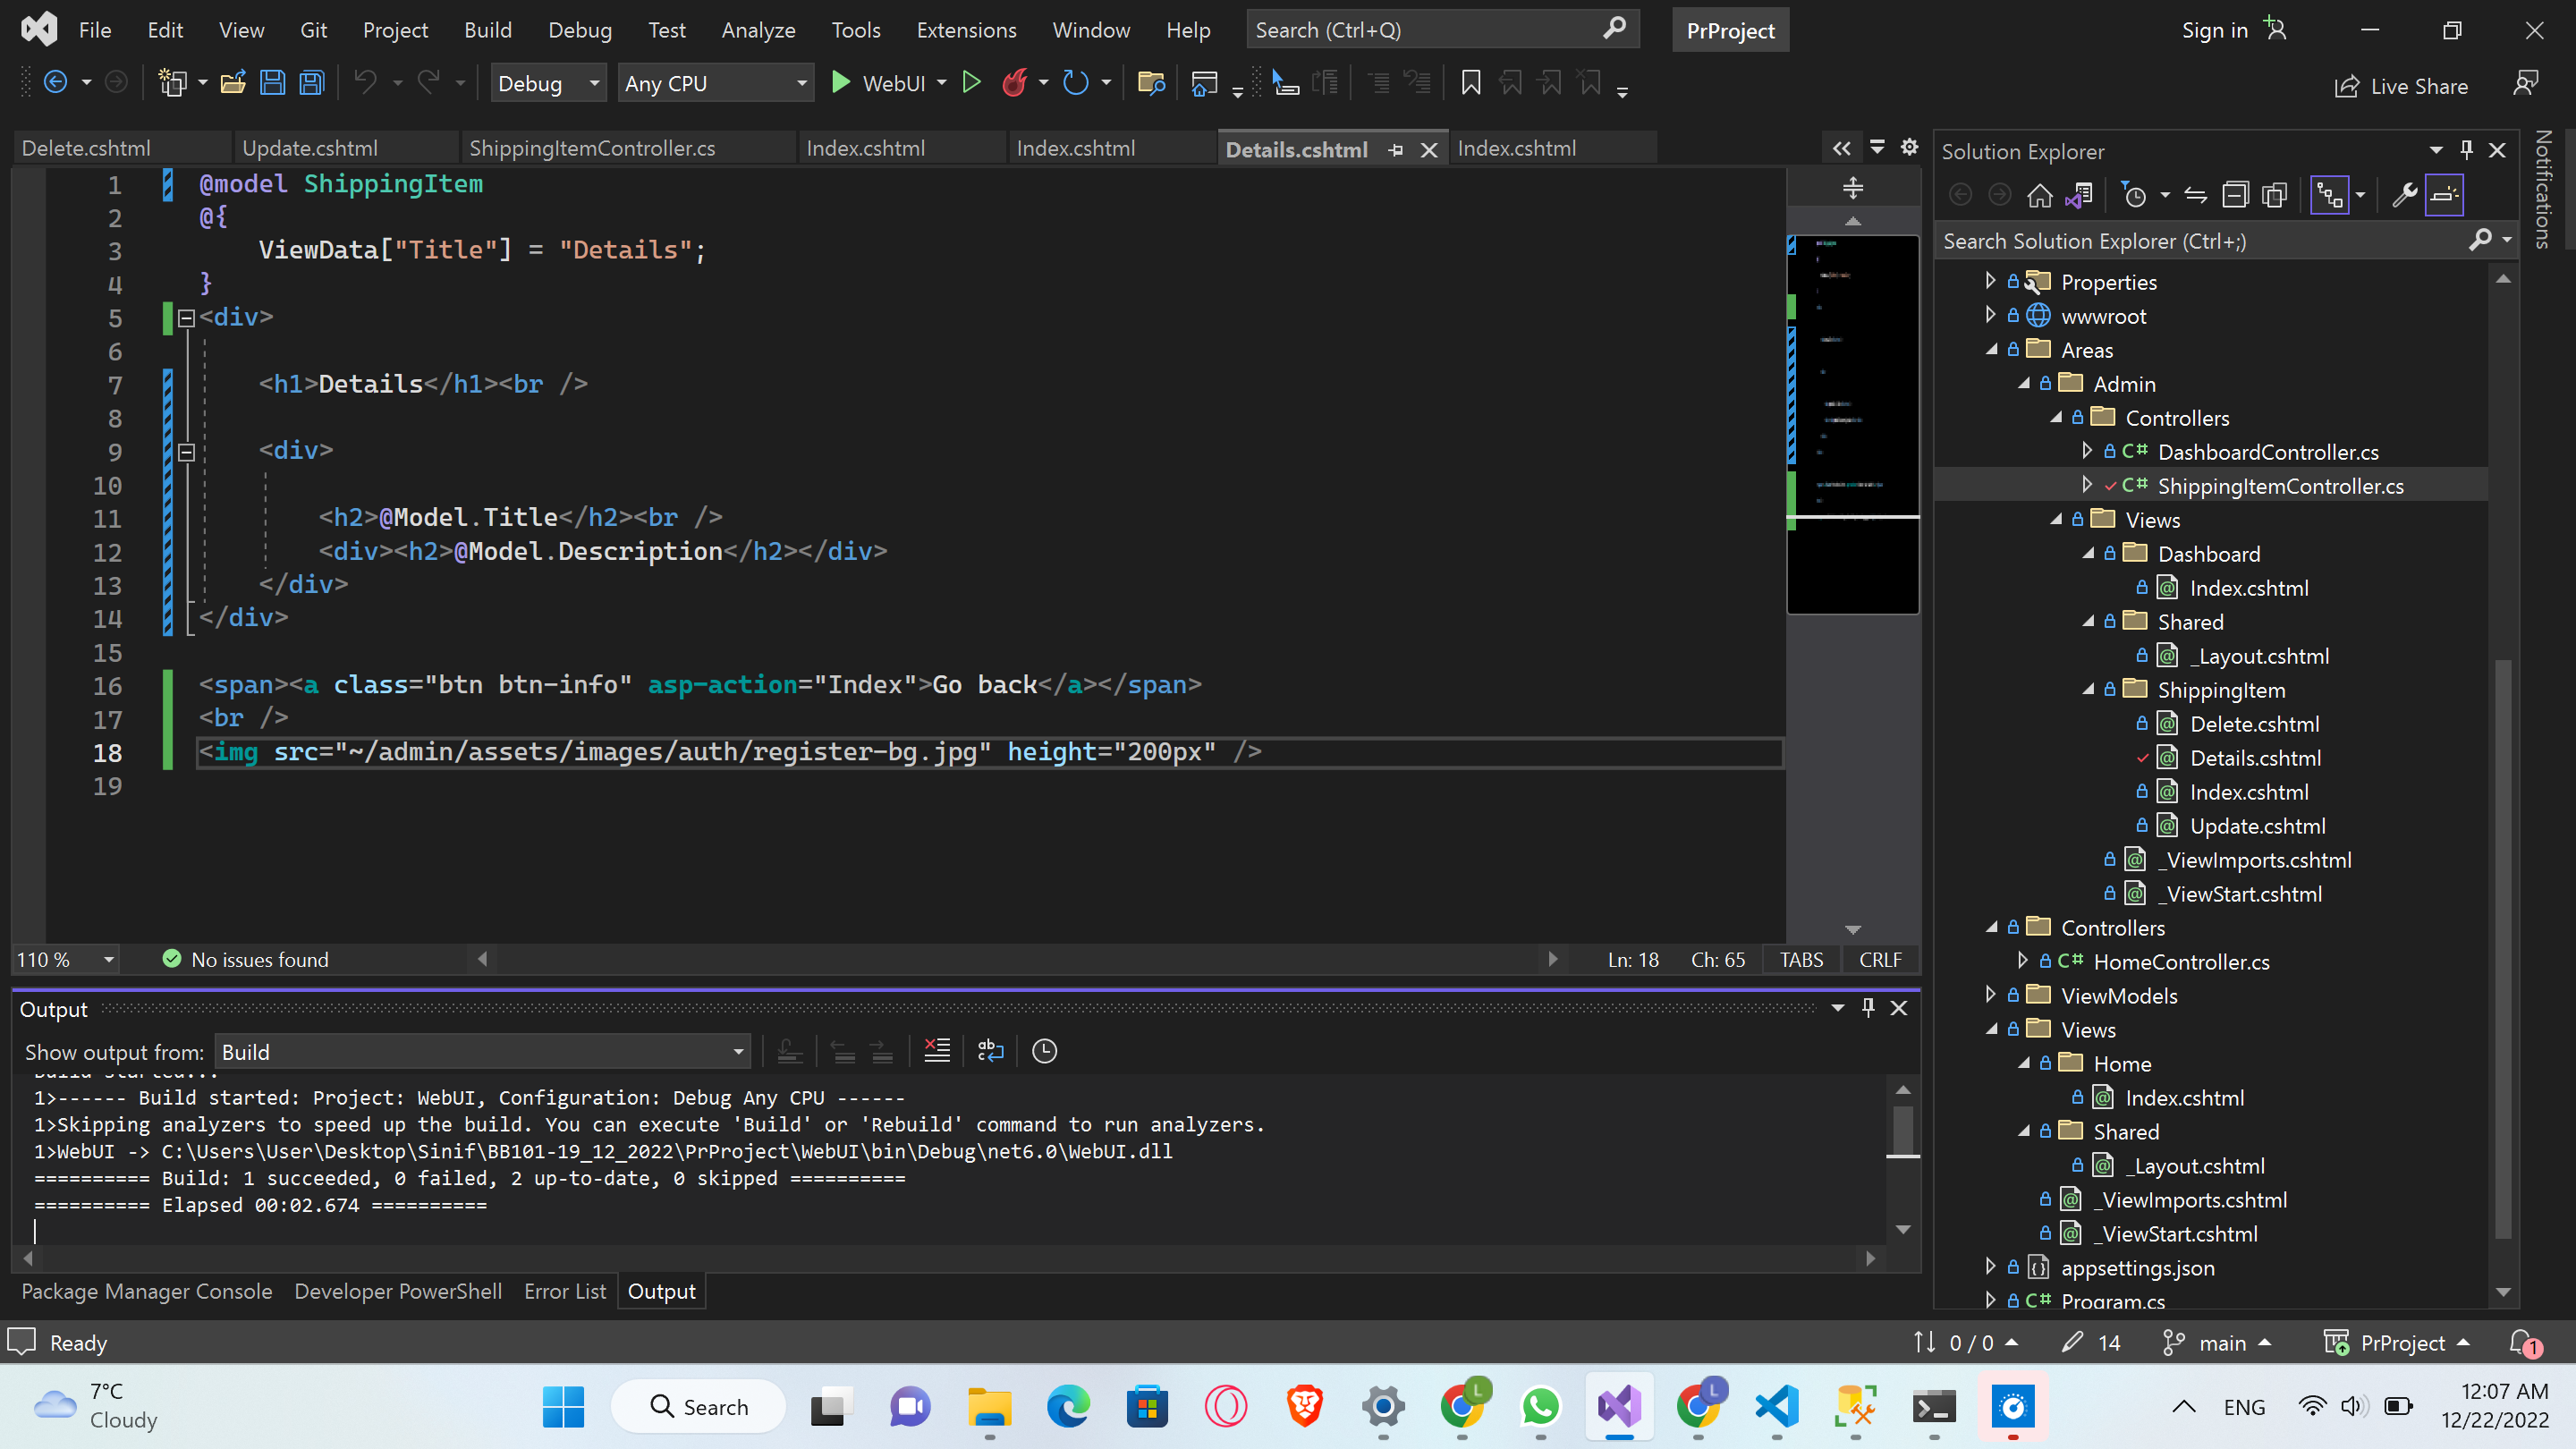 File Edit View Git Project Build Debug Test Analyze Tools Extensions Window Help Search (Ctrl+Q) PrProject Sign in
Debug Any CPU WebUI Live Share
Delete.cshtml Update.cshtml ShippingItemController.cs Index.cshtml Index.cshtml Details.cshtml Index.cshtml
1 @model ShippingItem
2 @{
3 ViewData["Title"] = "Details";
4 }
5 <div>
6
7 <h1>Details</h1><br />
8
9 <div>
10
11 <h2>@Model.Title</h2><br />
12 <div><h2>@Model.Description</h2></div>
13 </div>
14 </div>
15
16 <span><a class="btn btn-info" asp-action="Index">Go back</a></span>
17 <br />
18 <img src="~/admin/assets/images/auth/register-bg.jpg" height="200px" />
19
110 % No issues found Ln: 18 Ch: 65 TABS CRLF
Output
Show output from: Build
Build started...
1>------ Build started: Project: WebUI, Configuration: Debug Any CPU ------
1>Skipping analyzers to speed up the build. You can execute 'Build' or 'Rebuild' command to run analyzers.
1>WebUI -> C:\Users\User\Desktop\Sinif\BB101-19_12_2022\PrProject\WebUI\bin\Debug\net6.0\WebUI.dll
========== Build: 1 succeeded, 0 failed, 2 up-to-date, 0 skipped ==========
========== Elapsed 00:02.674 ==========
Package Manager Console Developer PowerShell Error List Output
Solution Explorer
Search Solution Explorer (Ctrl+;)
Properties
wwwroot
Areas
Admin
Controllers
C# DashboardController.cs
C# ShippingItemController.cs
Views
Dashboard
Index.cshtml
Shared
_Layout.cshtml
ShippingItem
Delete.cshtml
Details.cshtml
Index.cshtml
Update.cshtml
_ViewImports.cshtml
_ViewStart.cshtml
Controllers
C# HomeController.cs
ViewModels
Views
Home
Index.cshtml
Shared
_Layout.cshtml
_ViewImports.cshtml
_ViewStart.cshtml
appsettings.json
C# Program.cs
Notifications
Ready 0 / 0 14 main PrProject 1
7°C
Cloudy
Search
L
L
ENG
12:07 AM
12/22/2022